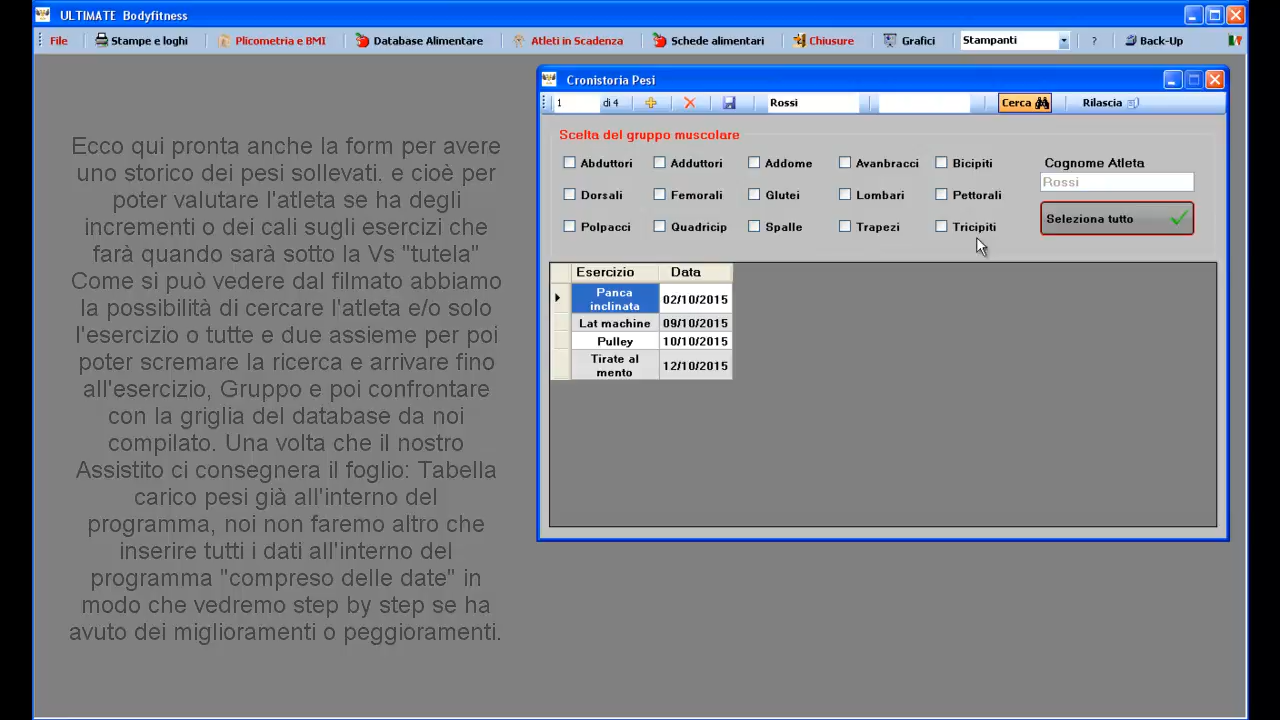 ULTIMATE Bodyfitness
File Stampe e loghi Plicometria e BMI Database Alimentare Atleti in Scadenza Schede alimentari Chiusure Grafici Stampanti ? Back-Up
Cronistoria Pesi
1 di 4 Rossi Cerca Rilascia
Scelta del gruppo muscolare
Abduttori Adduttori Addome Avanbracci Bicipiti
Dorsali Femorali Glutei Lombari Pettorali
Polpacci Quadricip Spalle Trapezi Tricipiti
Cognome Atleta
Rossi
Seleziona tutto
Esercizio Data
Panca inclinata 02/10/2015
Lat machine 09/10/2015
Pulley 10/10/2015
Tirate al mento 12/10/2015
Ecco qui pronta anche la form per avere
uno storico dei pesi sollevati. e cioè per
poter valutare l'atleta se ha degli
incrementi o dei cali sugli esercizi che
farà quando sarà sotto la Vs "tutela"
Come si può vedere dal filmato abbiamo
la possibilità di cercare l'atleta e/o solo
l'esercizio o tutte e due assieme per poi
poter scremare la ricerca e arrivare fino
all'esercizio, Gruppo e poi confrontare
con la griglia del database da noi
compilato. Una volta che il nostro
Assistito ci consegnera il foglio: Tabella
carico pesi già all'interno del
programma, noi non faremo altro che
inserire tutti i dati all'interno del
programma "compreso delle date" in
modo che vedremo step by step se ha
avuto dei miglioramenti o peggioramenti.